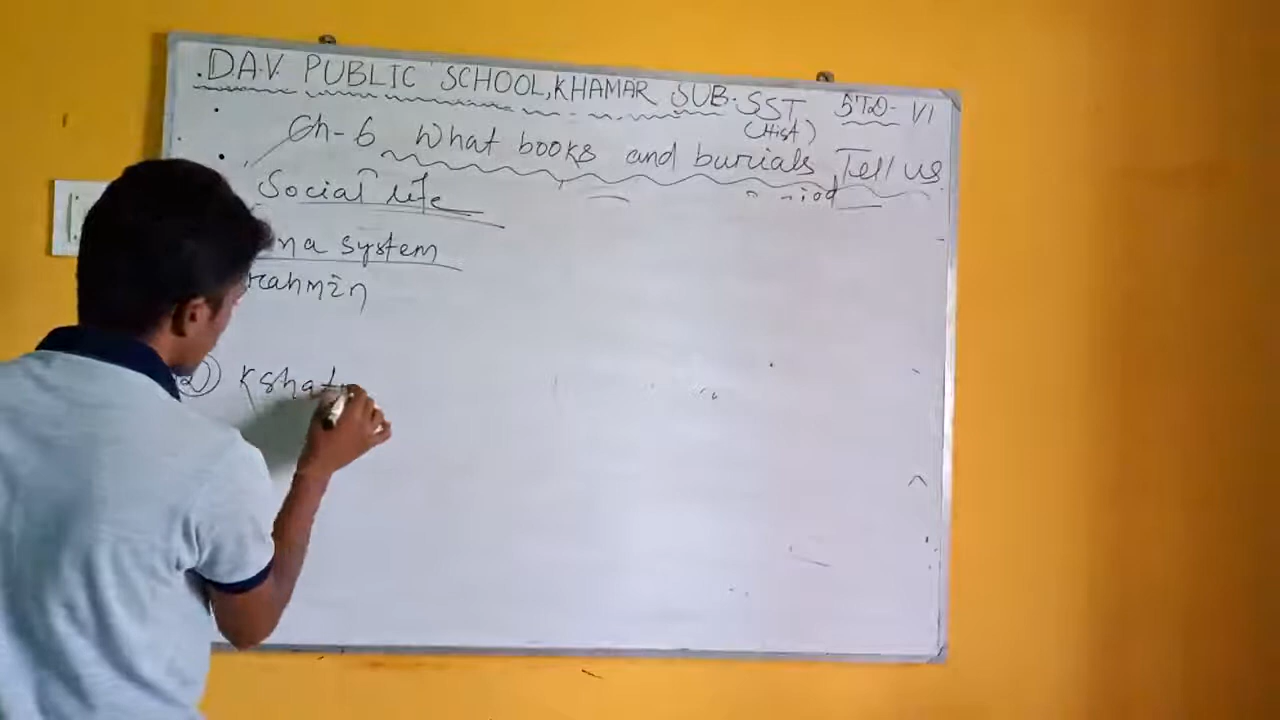 D.A.V. PUBLIC SCHOOL, KHAMAR SUB. SST STD- VI
(Hist)
Ch-6 What books and burials Tell us
Social life
na system
rahmin
2) Kshat